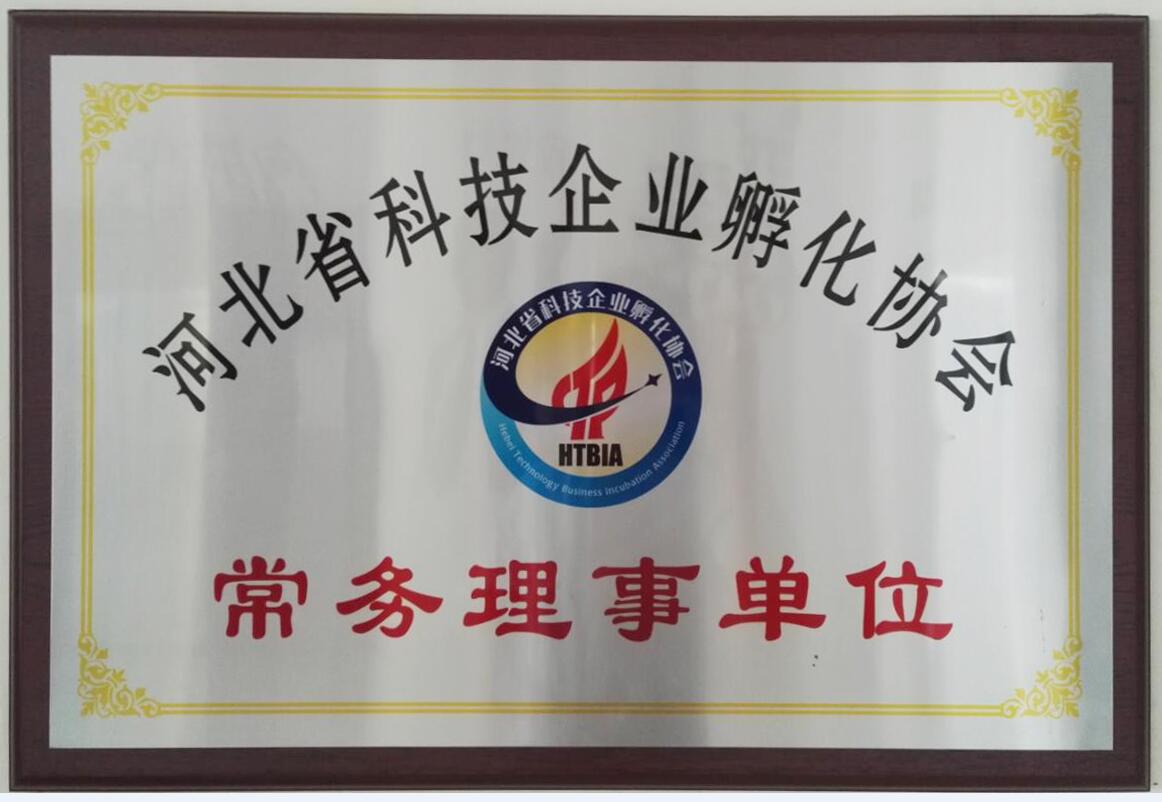 河北省科技企业孵化协会
河北省科技企业孵化协会
HTBIA
Hebei Technology Business Incubation Association
常务理事单位